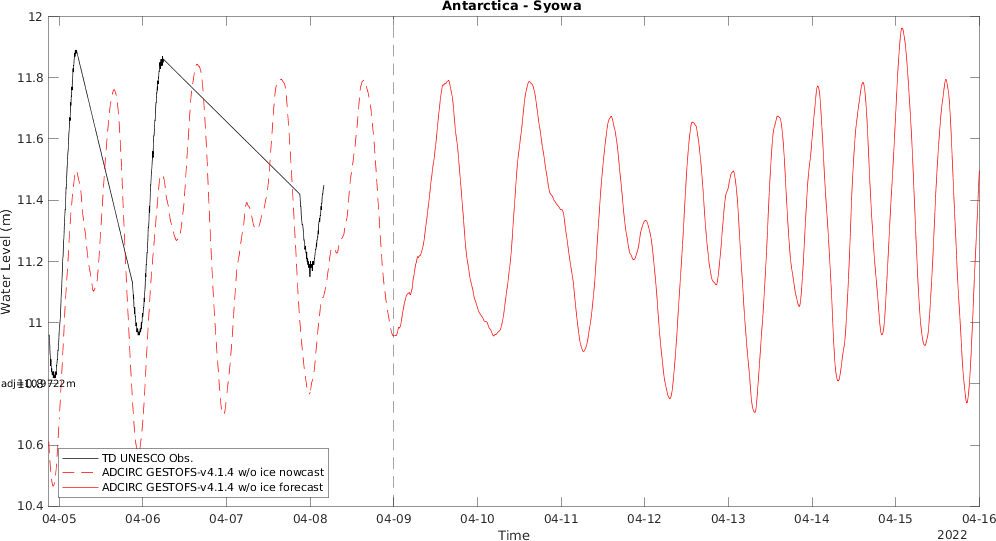 Antarctica - Syowa
12
11.8
11.6
11.4
11.2
11
10.6
10.4
Water Level (m)
TD UNESCO Obs.
ADCIRC GESTOFS-v4.1.4 w/o ice nowcast
ADCIRC GESTOFS-v4.1.4 w/o ice forecast
04-05 04-06 04-07 04-08 04-09 04-10 04-11 04-12 04-13 04-14 04-15 04-16
Time
2022